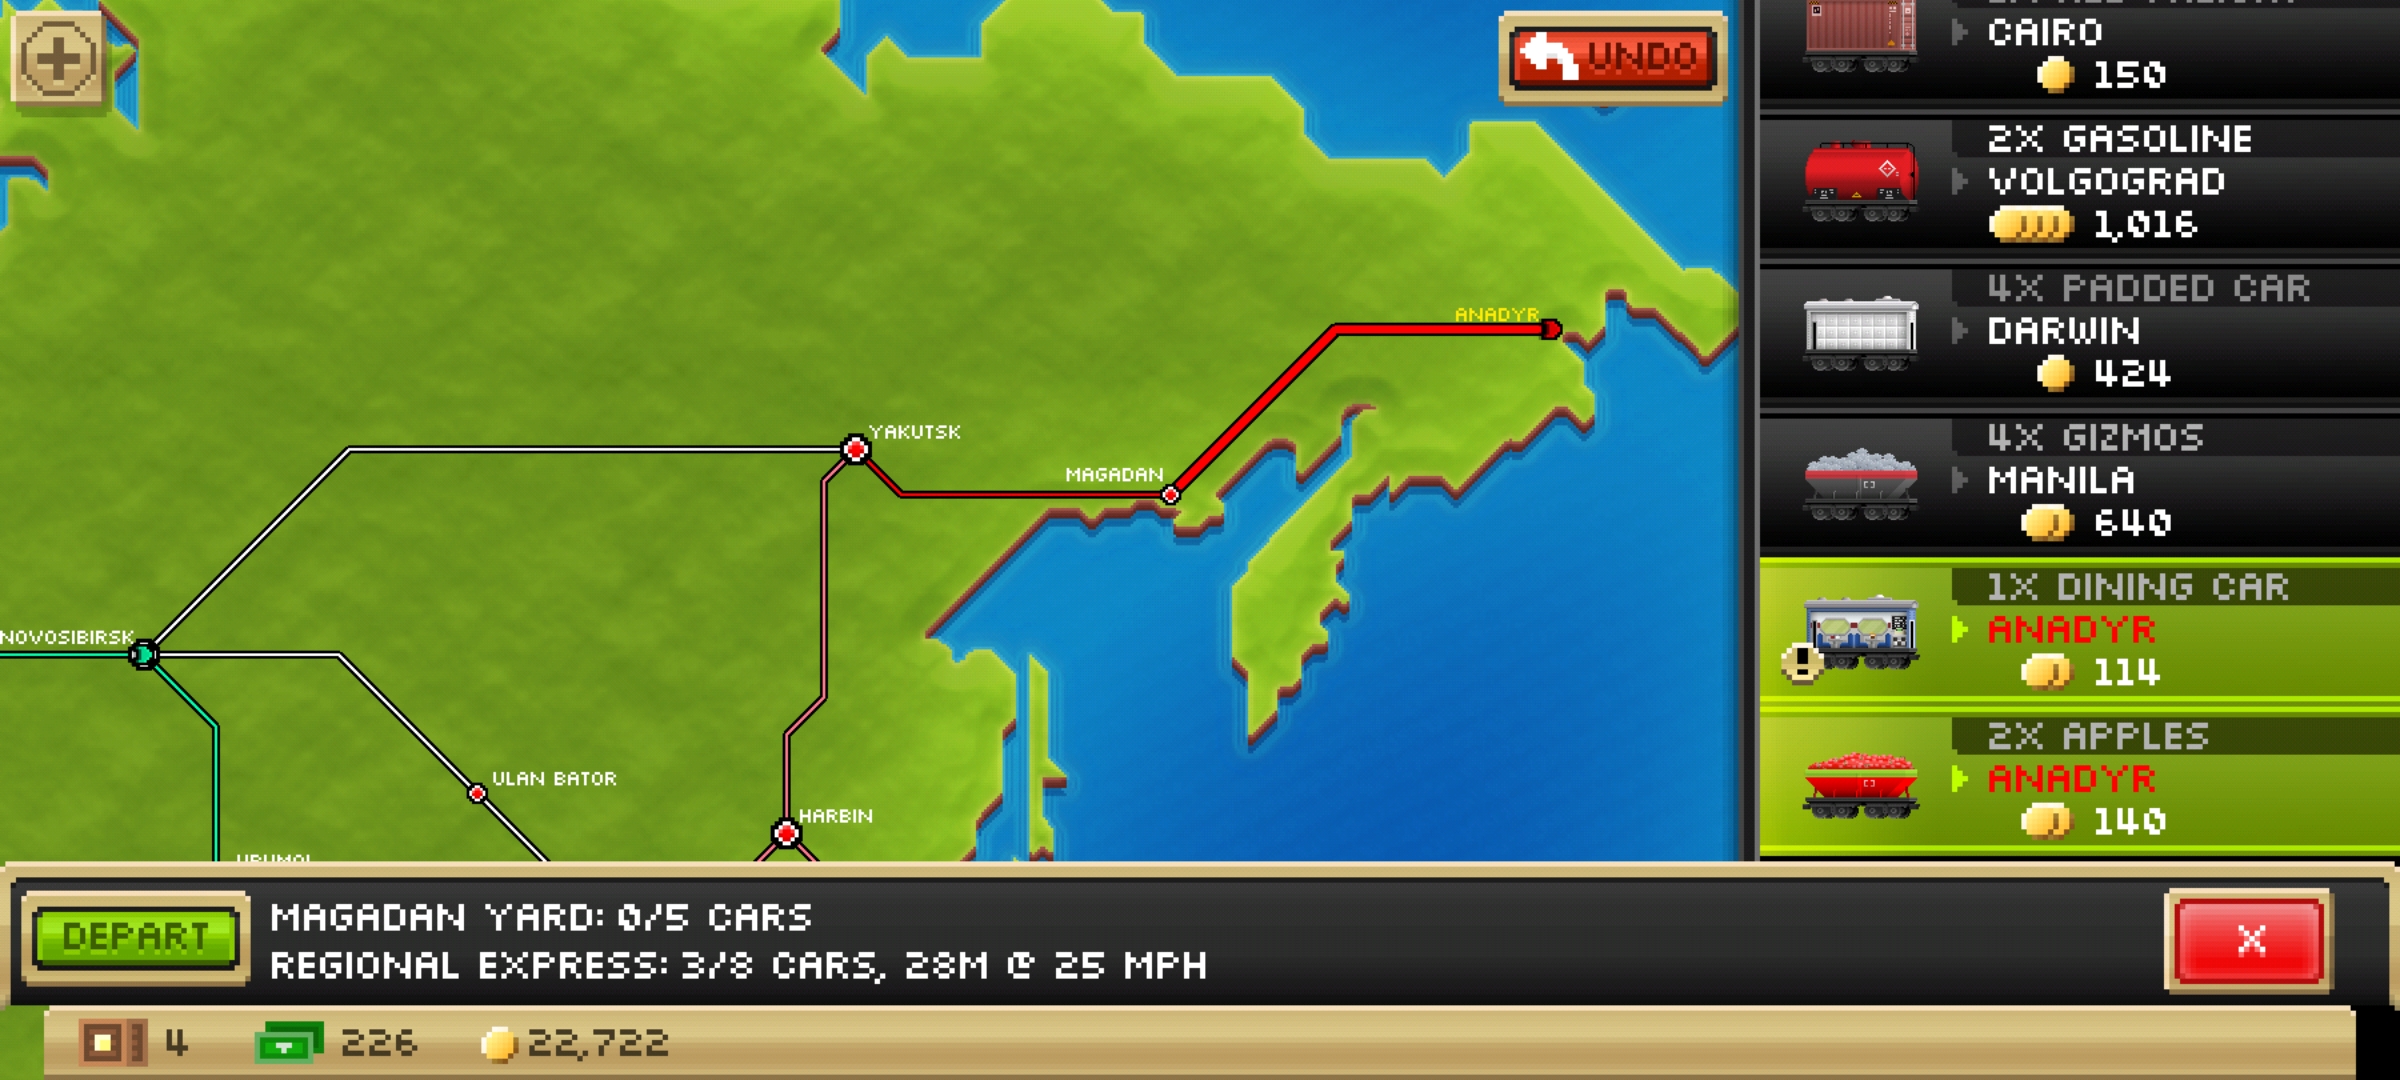 UNDO
ANADYR
YAKUTSK
MAGADAN
NOVOSIBIRSK
ULAN BATOR
HARBIN
CAIRO
150
2X GASOLINE
VOLGOGRAD
1,016
4X PADDED CAR
DARWIN
424
4X GIZMOS
MANILA
640
1X DINING CAR
ANADYR
114
2X APPLES
ANADYR
140
DEPART
MAGADAN YARD: 0/5 CARS
REGIONAL EXPRESS: 3/8 CARS, 28M @ 25 MPH
X
4
226
22,722